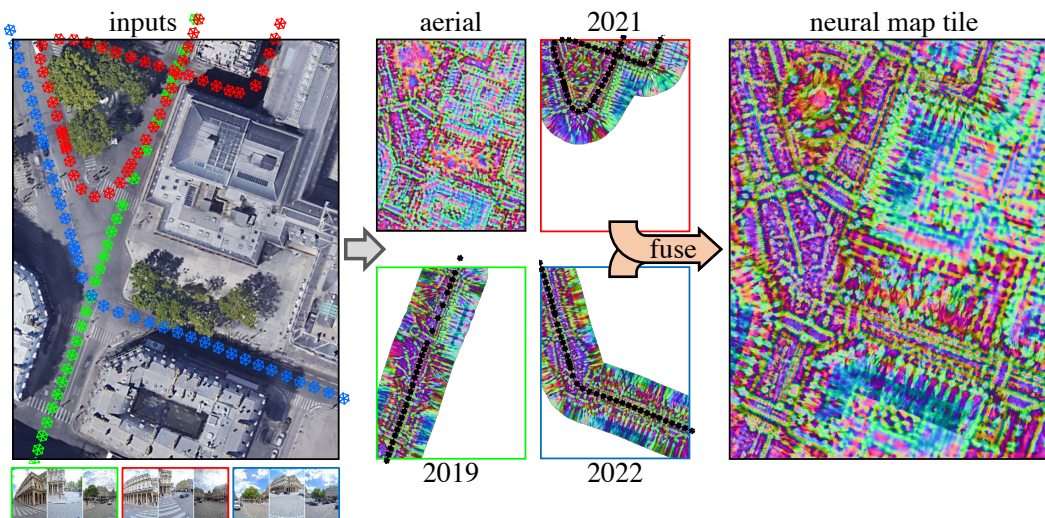 inputs
aerial
2021
neural map tile
fuse
2019
2022